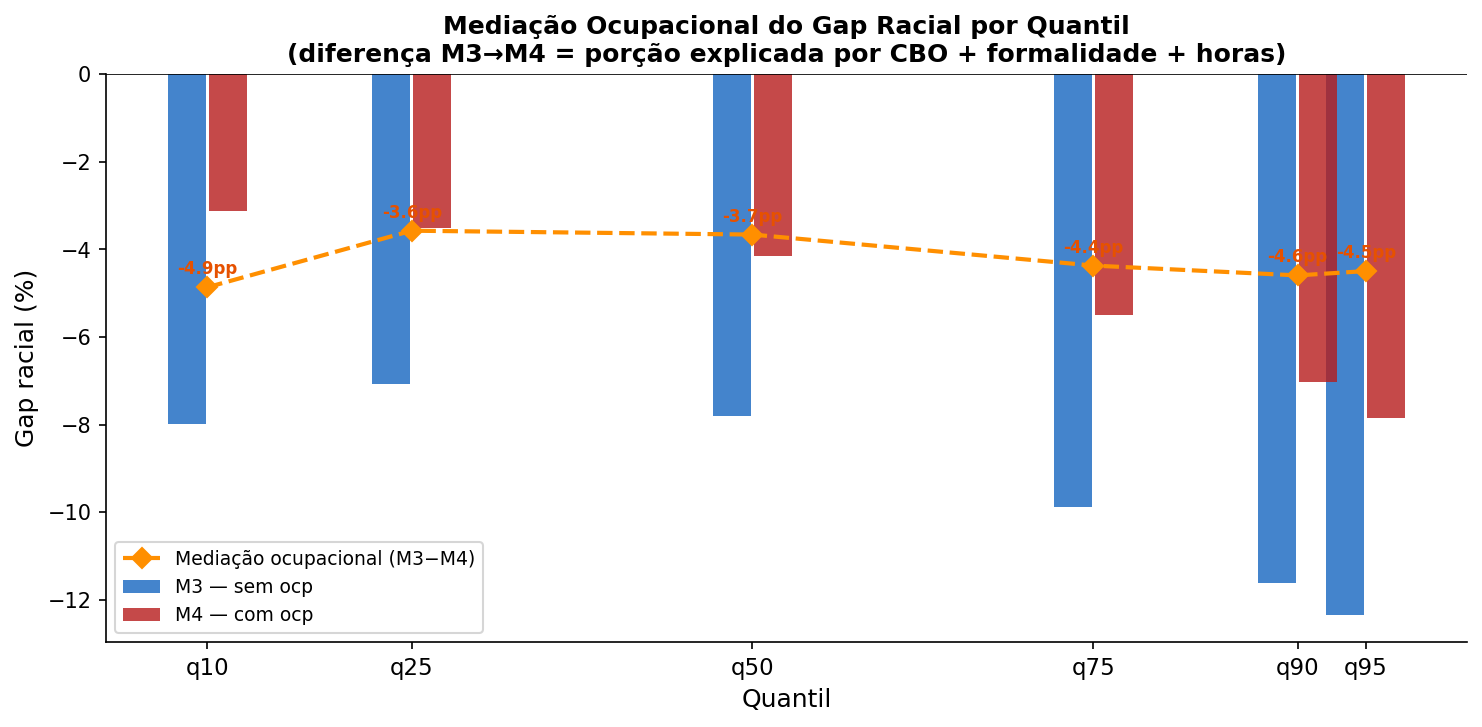 Mediação Ocupacional do Gap Racial por Quantil
(diferença M3→M4 = porção explicada por CBO + formalidade + horas)
Gap racial (%)
0
−2
−4
−6
−8
−10
−12
-4.9pp
-3.6pp
-3.7pp
-4.4pp
-4.6pp
-4.5pp
Mediação ocupacional (M3−M4)
M3 — sem ocp
M4 — com ocp
q10
q25
q50
q75
q90
q95
Quantil